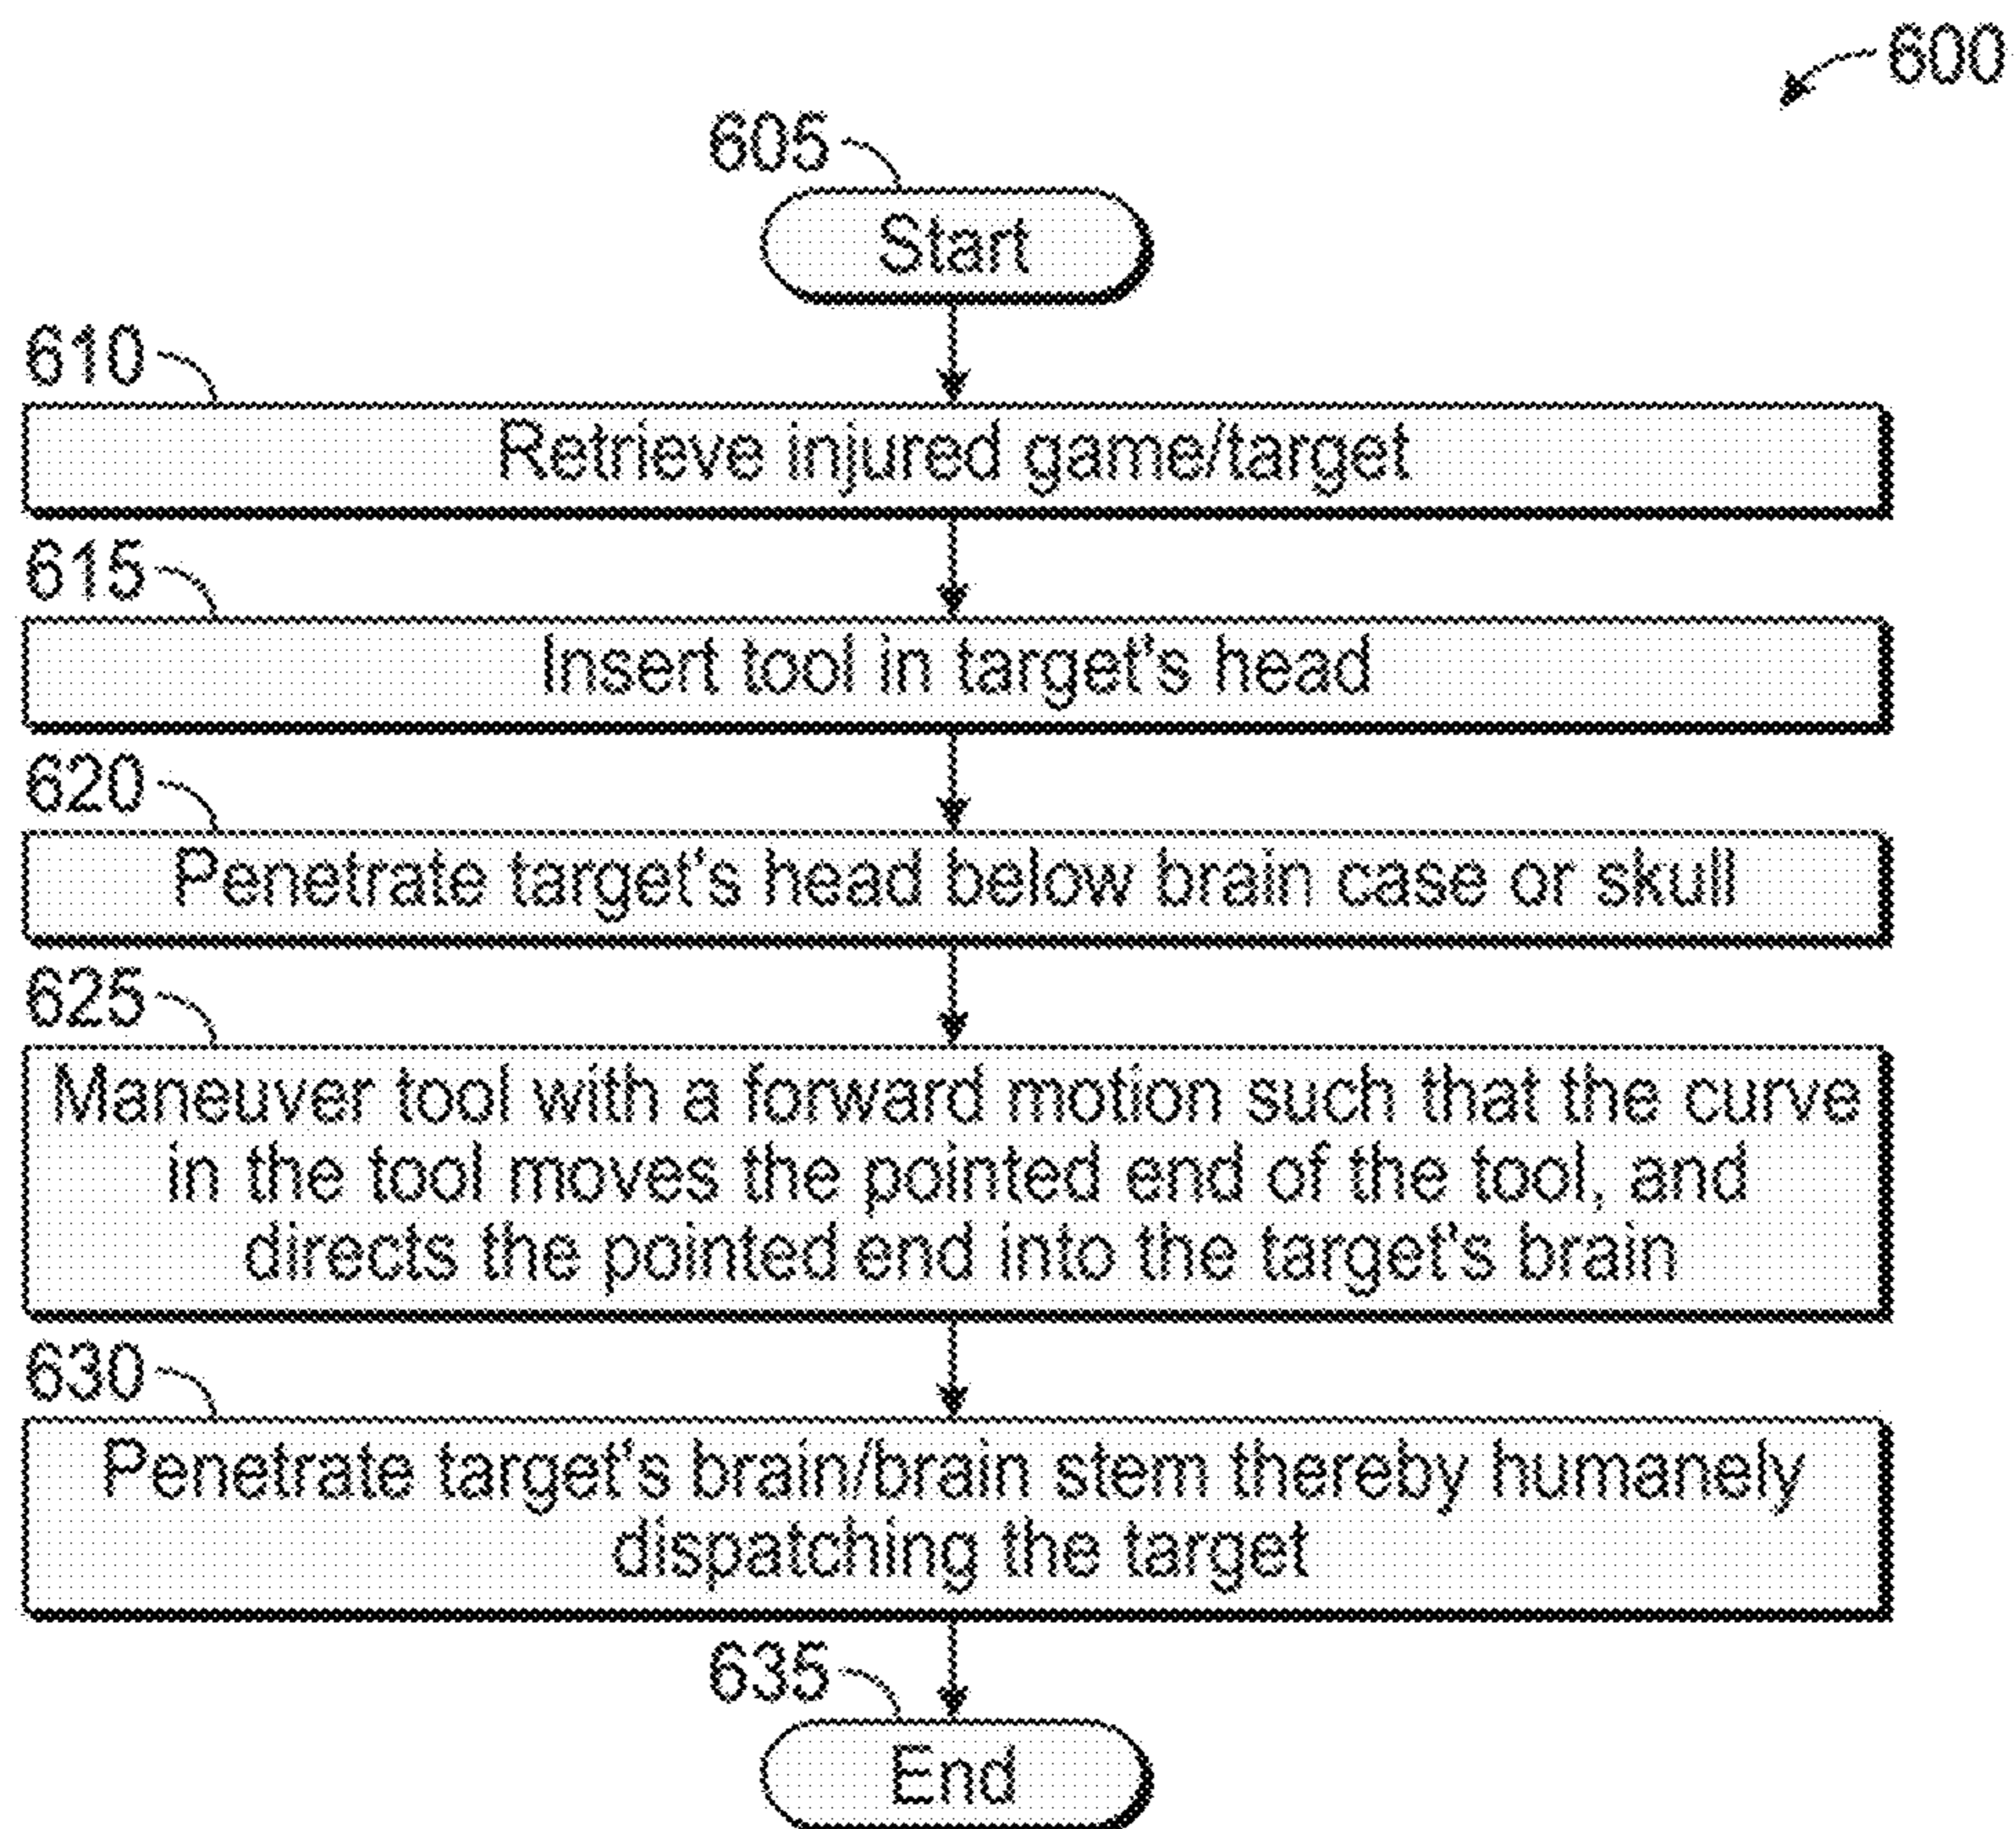 600
605
Start
610
Retrieve injured game/target
615
Insert tool in target's head
620
Penetrate target's head below brain case or skull
625
Maneuver tool with a forward motion such that the curve
in the tool moves the pointed end of the tool, and
directs the pointed end into the target's brain
630
Penetrate target's brain/brain stem thereby humanely
dispatching the target
635
End